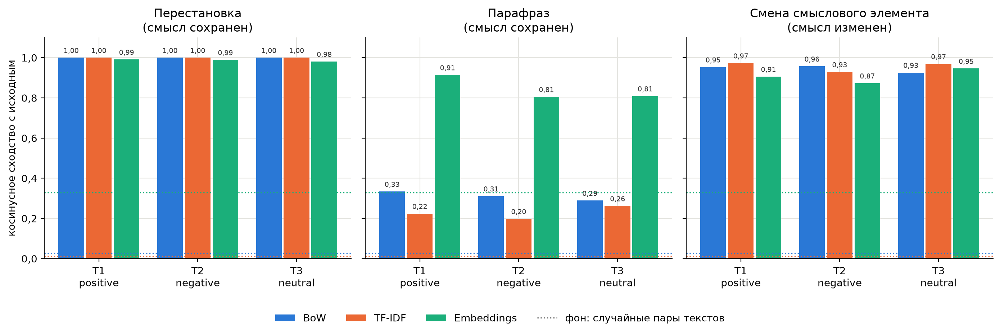 Перестановка
(смысл сохранен)
Парафраз
(смысл сохранен)
Смена смыслового элемента
(смысл изменен)
косинусное сходство с исходным
1,0
0,8
0,6
0,4
0,2
0,0
1,00 1,00 0,99 1,00 1,00 0,99 1,00 1,00 0,98
0,33 0,22 0,91 0,31 0,20 0,81 0,29 0,26 0,81
0,95 0,97 0,91 0,96 0,93 0,87 0,93 0,97 0,95
T1 T2 T3
positive negative neutral
T1 T2 T3
positive negative neutral
T1 T2 T3
positive negative neutral
BoW TF-IDF Embeddings фон: случайные пары текстов